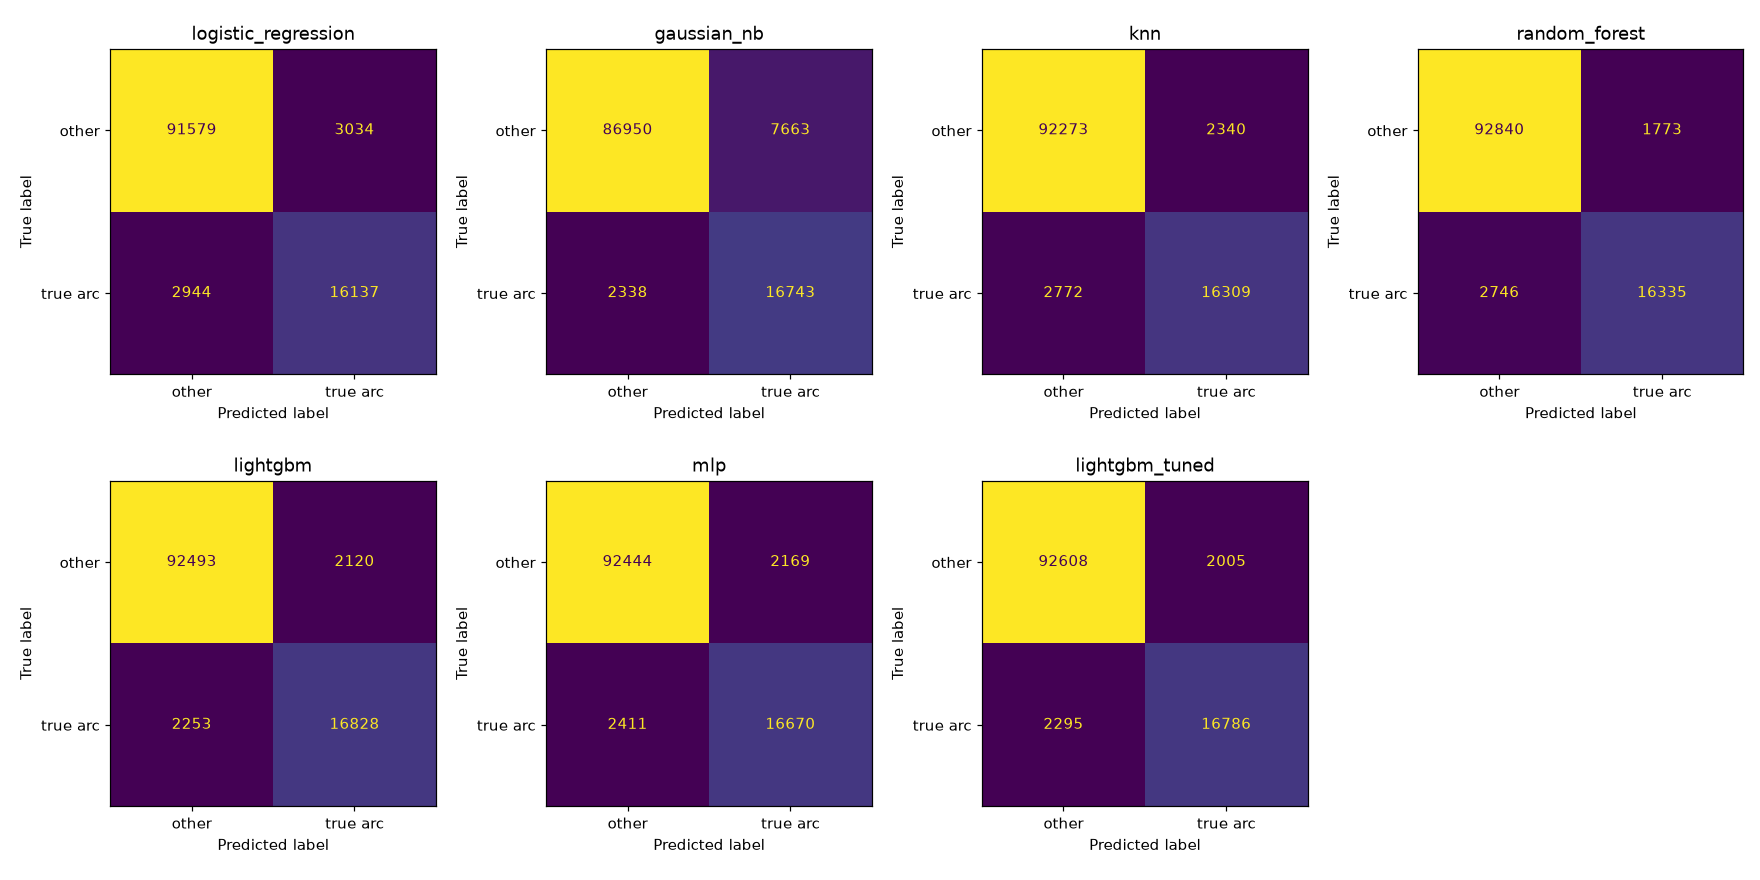 logistic_regression
True label
other
91579
3034
true arc
2944
16137
other
true arc
Predicted label
gaussian_nb
True label
other
86950
7663
true arc
2338
16743
other
true arc
Predicted label
knn
True label
other
92273
2340
true arc
2772
16309
other
true arc
Predicted label
random_forest
True label
other
92840
1773
true arc
2746
16335
other
true arc
Predicted label
lightgbm
True label
other
92493
2120
true arc
2253
16828
other
true arc
Predicted label
mlp
True label
other
92444
2169
true arc
2411
16670
other
true arc
Predicted label
lightgbm_tuned
True label
other
92608
2005
true arc
2295
16786
other
true arc
Predicted label